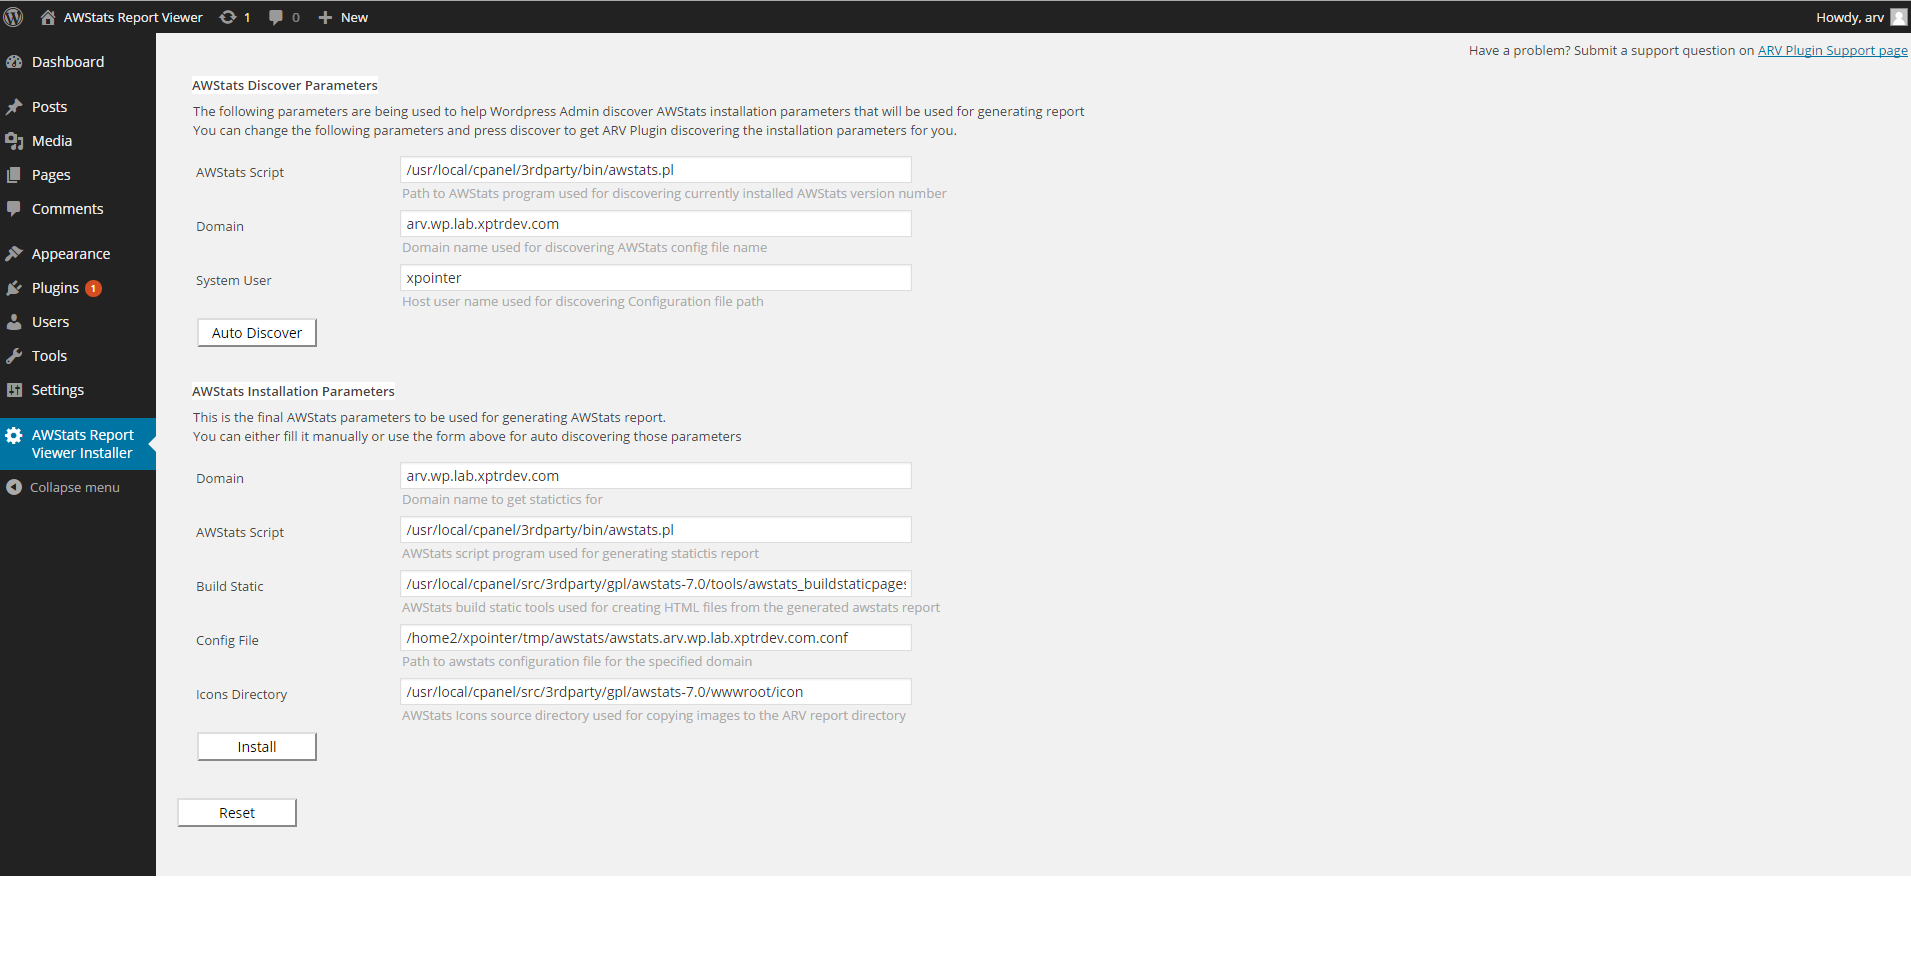 AWStats Report Viewer 1 0 New Howdy, arv
Have a problem? Submit a support question on ARV Plugin Support page
Dashboard
Posts
Media
Pages
Comments
Appearance
Plugins 1
Users
Tools
Settings
AWStats Report
Viewer Installer
Collapse menu
AWStats Discover Parameters
The following parameters are being used to help Wordpress Admin discover AWStats installation parameters that will be used for generating report
You can change the following parameters and press discover to get ARV Plugin discovering the installation parameters for you.
AWStats Script /usr/local/cpanel/3rdparty/bin/awstats.pl
Path to AWStats program used for discovering currently installed AWStats version number
Domain arv.wp.lab.xptrdev.com
Domain name used for discovering AWStats config file name
System User xpointer
Host user name used for discovering Configuration file path
Auto Discover
AWStats Installation Parameters
This is the final AWStats parameters to be used for generating AWStats report.
You can either fill it manually or use the form above for auto discovering those parameters
Domain arv.wp.lab.xptrdev.com
Domain name to get statictics for
AWStats Script /usr/local/cpanel/3rdparty/bin/awstats.pl
AWStats script program used for generating statictis report
Build Static /usr/local/cpanel/src/3rdparty/gpl/awstats-7.0/tools/awstats_buildstaticpages
AWStats build static tools used for creating HTML files from the generated awstats report
Config File /home2/xpointer/tmp/awstats/awstats.arv.wp.lab.xptrdev.com.conf
Path to awstats configuration file for the specified domain
Icons Directory /usr/local/cpanel/src/3rdparty/gpl/awstats-7.0/wwwroot/icon
AWStats Icons source directory used for copying images to the ARV report directory
Install
Reset